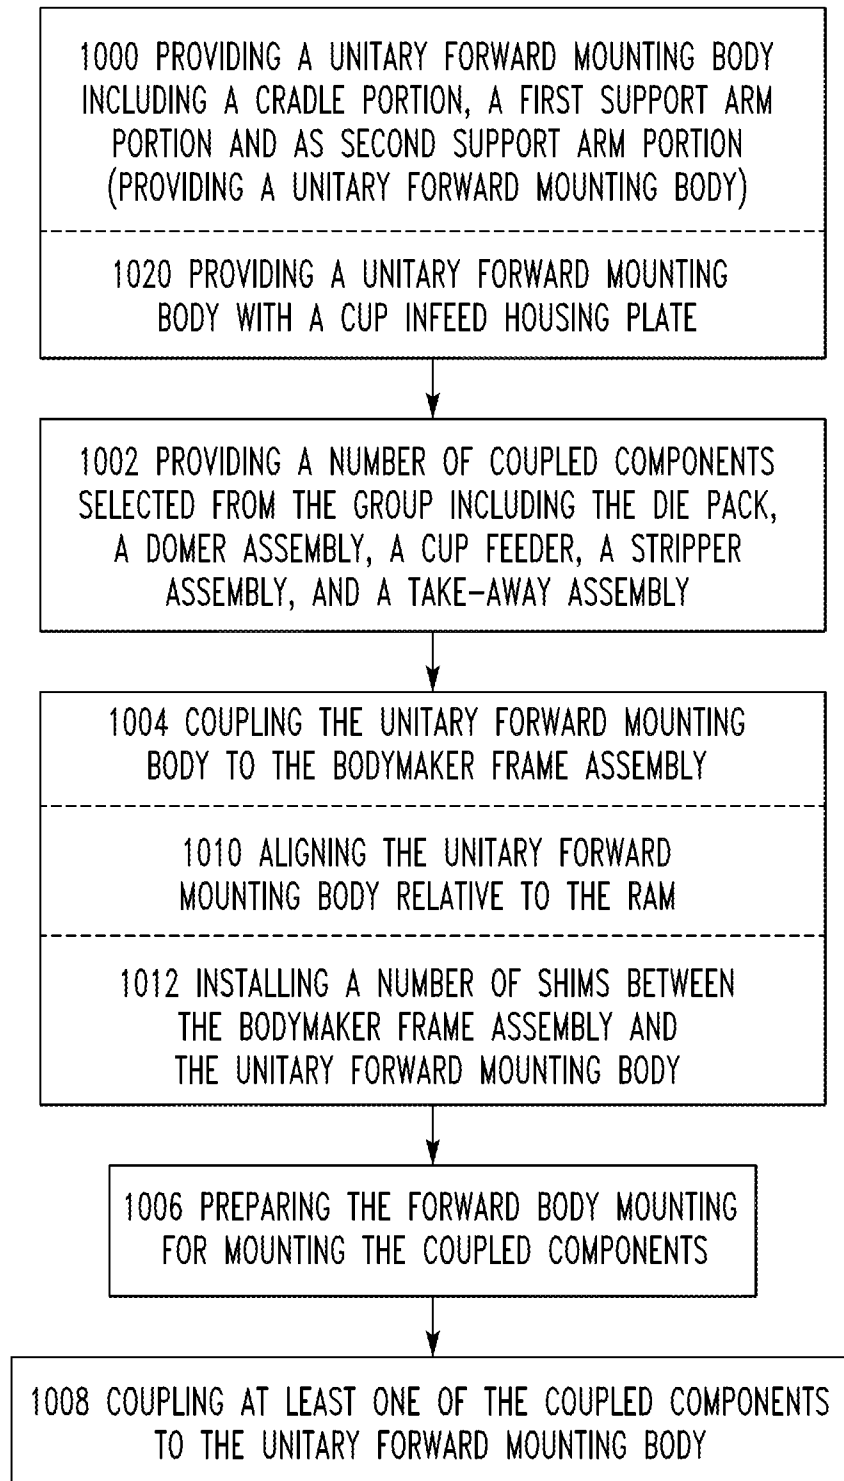 1000 PROVIDING A UNITARY FORWARD MOUNTING BODY
INCLUDING A CRADLE PORTION, A FIRST SUPPORT ARM
PORTION AND AS SECOND SUPPORT ARM PORTION
(PROVIDING A UNITARY FORWARD MOUNTING BODY)
1020 PROVIDING A UNITARY FORWARD MOUNTING
BODY WITH A CUP INFEED HOUSING PLATE
1002 PROVIDING A NUMBER OF COUPLED COMPONENTS
SELECTED FROM THE GROUP INCLUDING THE DIE PACK,
A DOMER ASSEMBLY, A CUP FEEDER, A STRIPPER
ASSEMBLY, AND A TAKE-AWAY ASSEMBLY
1004 COUPLING THE UNITARY FORWARD MOUNTING
BODY TO THE BODYMAKER FRAME ASSEMBLY
1010 ALIGNING THE UNITARY FORWARD
MOUNTING BODY RELATIVE TO THE RAM
1012 INSTALLING A NUMBER OF SHIMS BETWEEN
THE BODYMAKER FRAME ASSEMBLY AND
THE UNITARY FORWARD MOUNTING BODY
1006 PREPARING THE FORWARD BODY MOUNTING
FOR MOUNTING THE COUPLED COMPONENTS
1008 COUPLING AT LEAST ONE OF THE COUPLED COMPONENTS
TO THE UNITARY FORWARD MOUNTING BODY